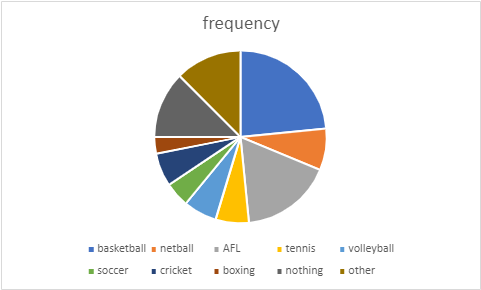 frequency
basketball netball AFL tennis volleyball
soccer cricket boxing nothing other